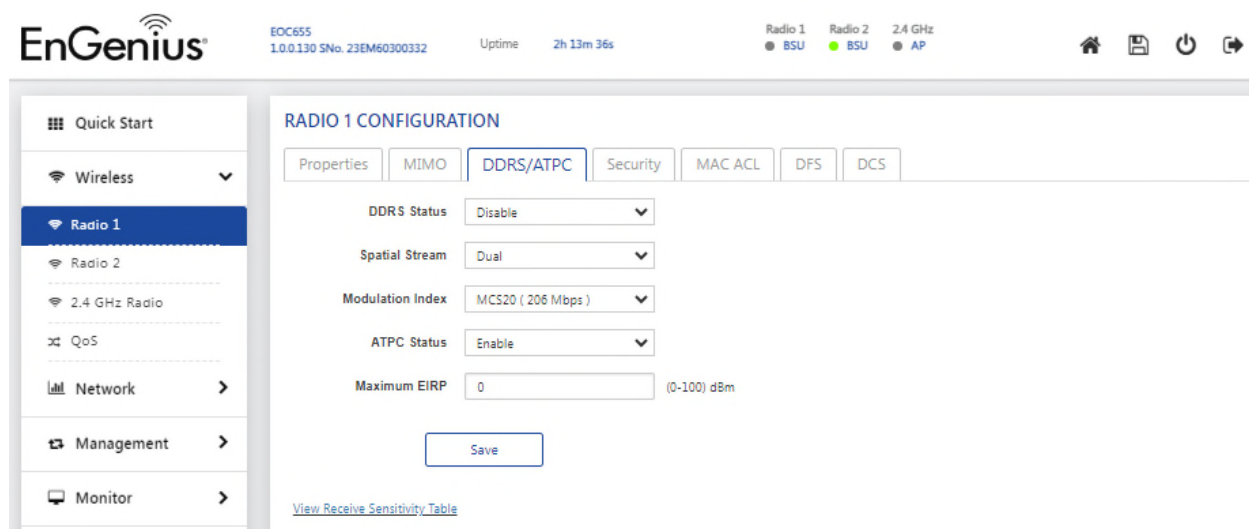 EnGenius®
EOC655
1.0.0.130 SNo. 23EM60300332
Uptime 2h 13m 36s
Radio 1 Radio 2 2.4 GHz
BSU BSU AP
Quick Start
Wireless
Radio 1
Radio 2
2.4 GHz Radio
QoS
Network
Management
Monitor
RADIO 1 CONFIGURATION
Properties MIMO DDRS/ATPC Security MAC ACL DFS DCS
DDRS Status Disable
Spatial Stream Dual
Modulation Index MCS20 ( 206 Mbps )
ATPC Status Enable
Maximum EIRP 0 (0-100) dBm
Save
View Receive Sensitivity Table